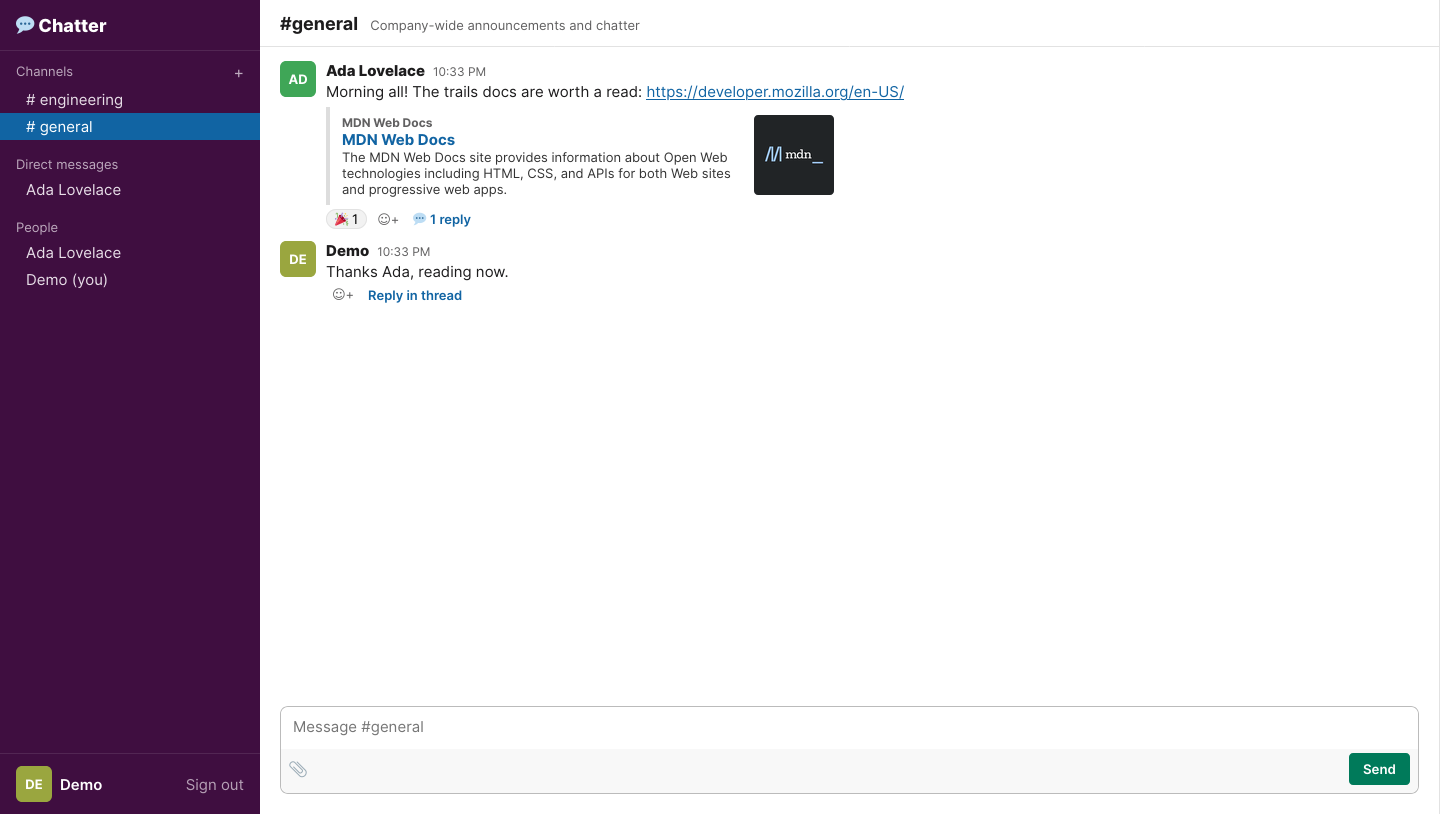 💬 Chatter
Channels +
# engineering
# general
Direct messages
Ada Lovelace
People
Ada Lovelace
Demo (you)
DE Demo Sign out
#general Company-wide announcements and chatter
AD Ada Lovelace 10:33 PM
Morning all! The trails docs are worth a read: https://developer.mozilla.org/en-US/
MDN Web Docs
MDN Web Docs
The MDN Web Docs site provides information about Open Web
technologies including HTML, CSS, and APIs for both Web sites
and progressive web apps.
mdn_
🎉 1 ☺+ 💬 1 reply
DE Demo 10:33 PM
Thanks Ada, reading now.
☺+ Reply in thread
Message #general
Send